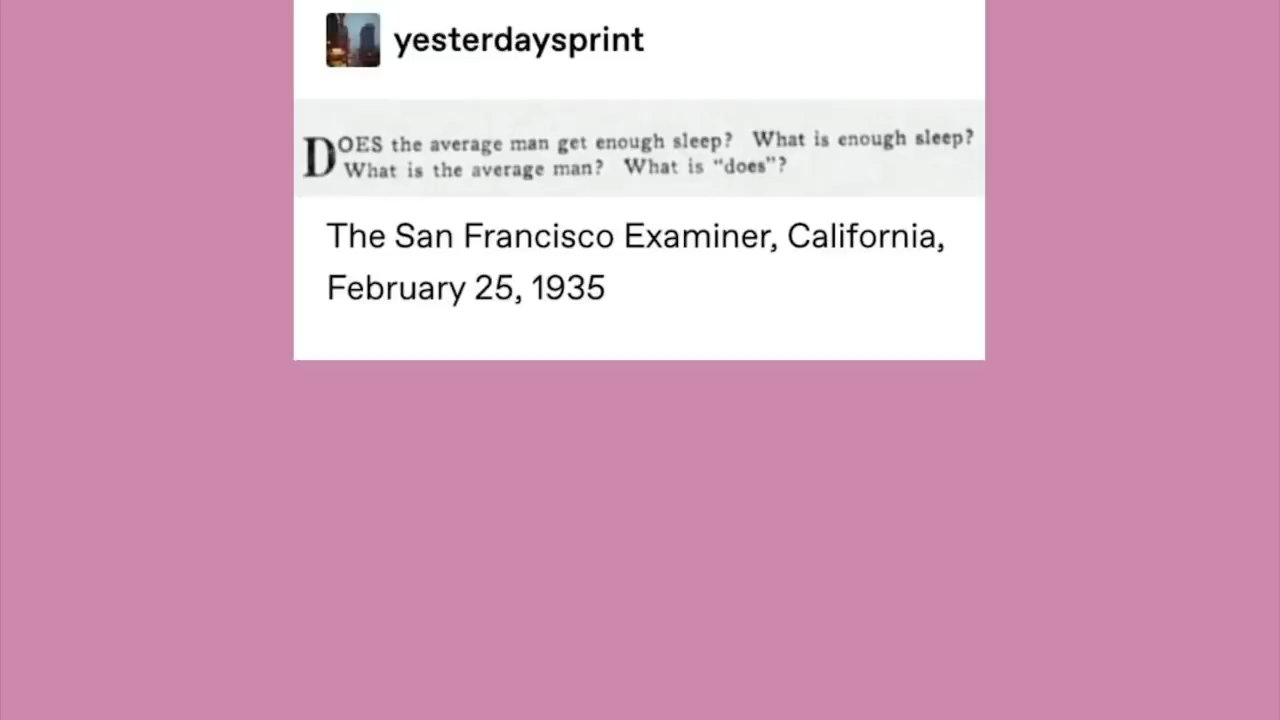 yesterdaysprint
DOES the average man get enough sleep? What is enough sleep?
What is the average man? What is "does"?
The San Francisco Examiner, California,
February 25, 1935